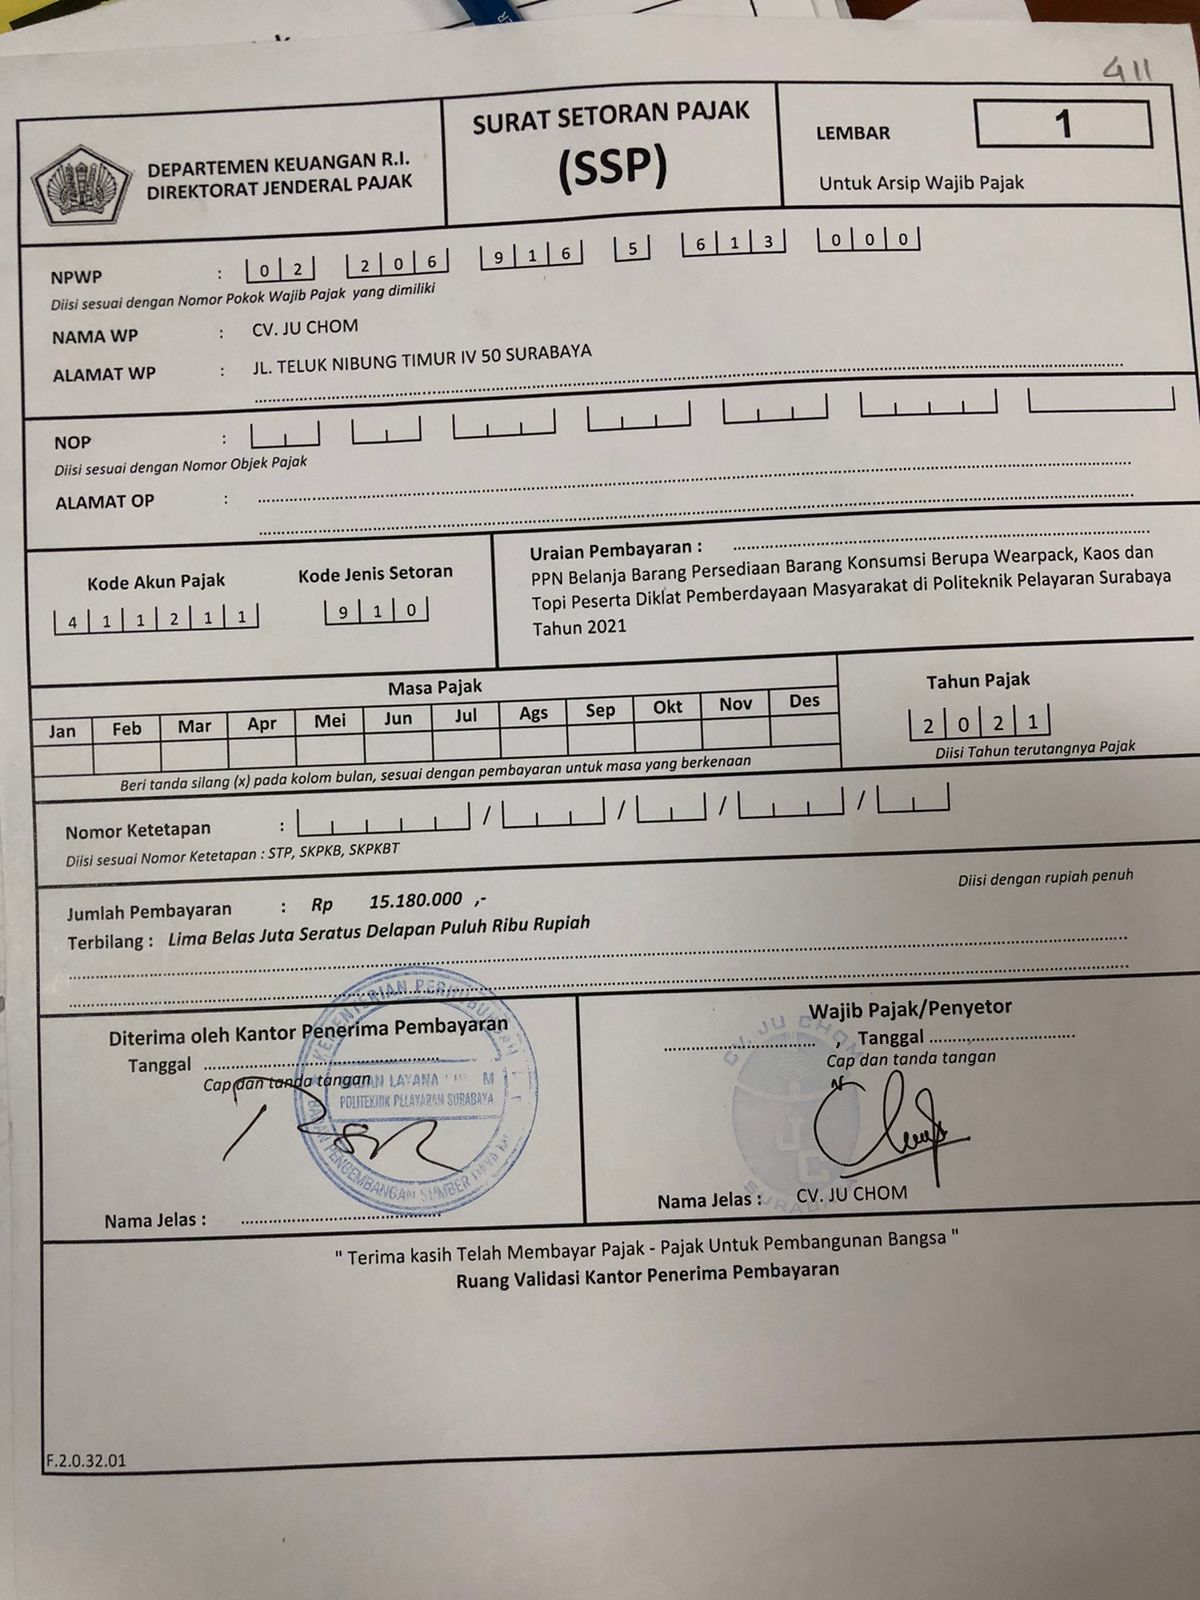 411
DEPARTEMEN KEUANGAN R.I.
DIREKTORAT JENDERAL PAJAK
SURAT SETORAN PAJAK
(SSP)
LEMBAR 1
Untuk Arsip Wajib Pajak
NPWP : 0 2 2 0 6 9 1 6 5 6 1 3 0 0 0
Diisi sesuai dengan Nomor Pokok Wajib Pajak yang dimiliki
NAMA WP : CV. JU CHOM
ALAMAT WP : JL. TELUK NIBUNG TIMUR IV 50 SURABAYA
NOP :
Diisi sesuai dengan Nomor Objek Pajak
ALAMAT OP :
Kode Akun Pajak Kode Jenis Setoran
4 1 1 2 1 1 9 1 0
Uraian Pembayaran :
PPN Belanja Barang Persediaan Barang Konsumsi Berupa Wearpack, Kaos dan
Topi Peserta Diklat Pemberdayaan Masyarakat di Politeknik Pelayaran Surabaya
Tahun 2021
Masa Pajak
Jan Feb Mar Apr Mei Jun Jul Ags Sep Okt Nov Des
Beri tanda silang (x) pada kolom bulan, sesuai dengan pembayaran untuk masa yang berkenaan
Tahun Pajak
2 0 2 1
Diisi Tahun terutangnya Pajak
Nomor Ketetapan : / / / /
Diisi sesuai Nomor Ketetapan : STP, SKPKB, SKPKBT
Jumlah Pembayaran : Rp 15.180.000 ,-
Diisi dengan rupiah penuh
Terbilang : Lima Belas Juta Seratus Delapan Puluh Ribu Rupiah
Diterima oleh Kantor Penerima Pembayaran
Tanggal
Cap dan tanda tangan
KEMENTERIAN PERHUBUNGAN
BADAN LAYANA M
POLITEKNIK PELAYARAN SURABAYA
BADAN PENGEMBANGAN SUMBER DAYA
Nama Jelas :
Wajib Pajak/Penyetor
, Tanggal
Cap dan tanda tangan
CV. JU CHOM
JC
SURABAYA
Nama Jelas : CV. JU CHOM
" Terima kasih Telah Membayar Pajak - Pajak Untuk Pembangunan Bangsa "
Ruang Validasi Kantor Penerima Pembayaran
F.2.0.32.01